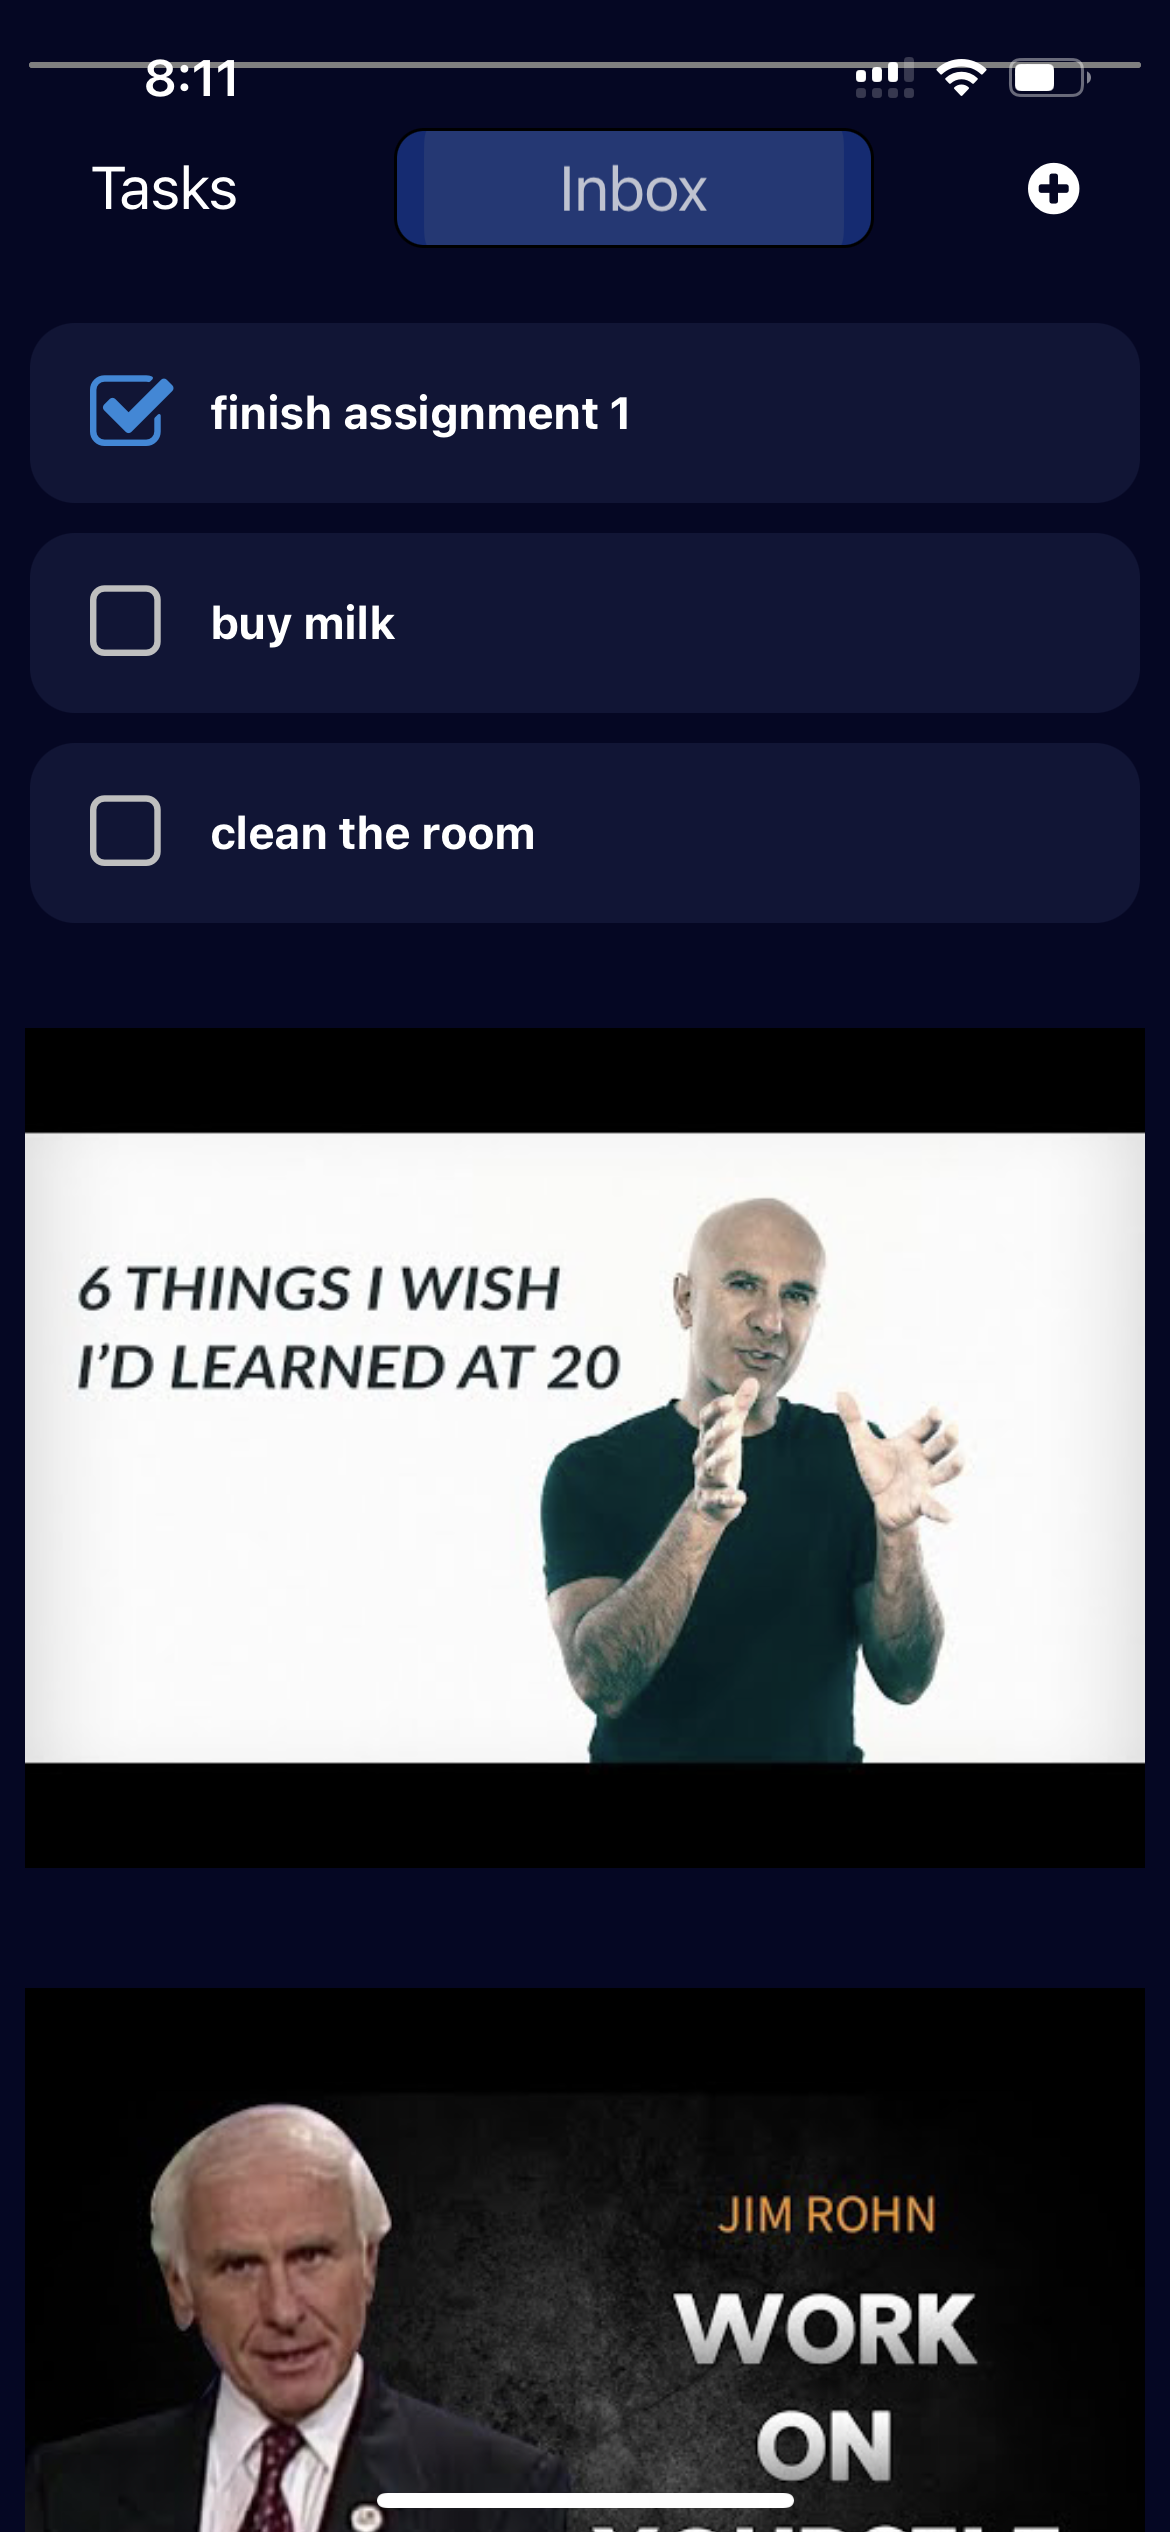 8:11
Tasks
Inbox
finish assignment 1
buy milk
clean the room
6 THINGS I WISH
I'D LEARNED AT 20
JIM ROHN
WORK
ON